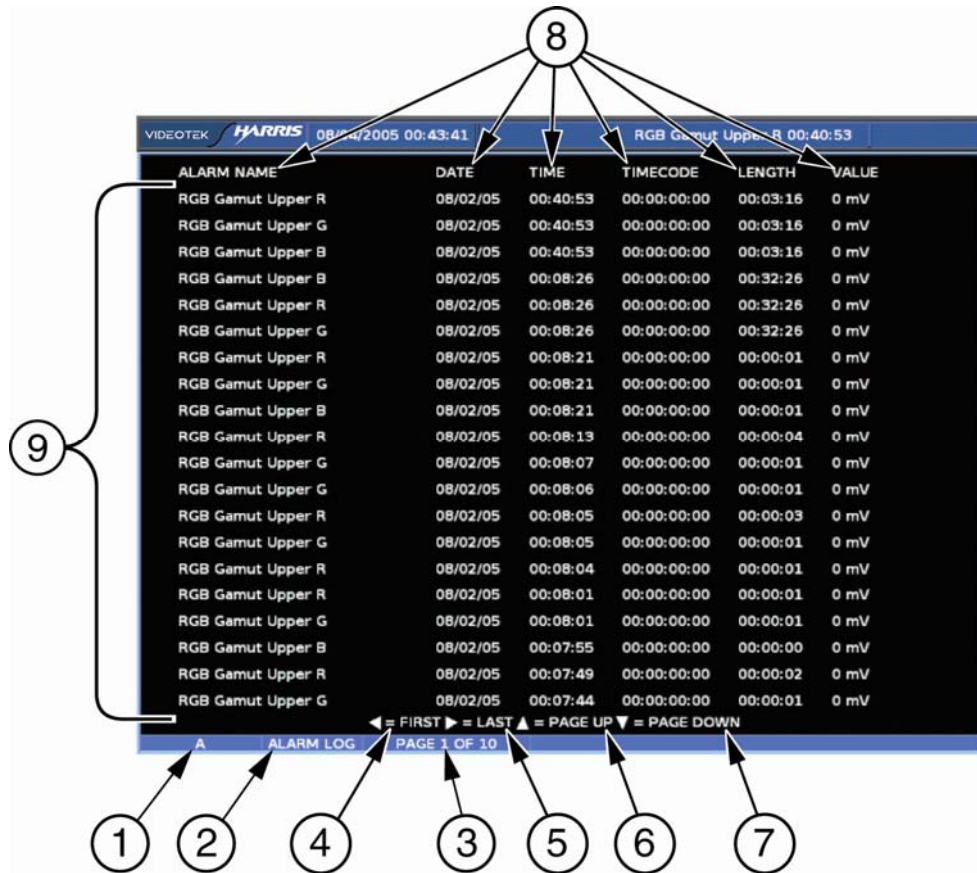 8
VIDEOTEK HARRIS 08/04/2005 00:43:41 RGB Gamut Upper R 00:40:53
ALARM NAME DATE TIME TIMECODE LENGTH VALUE
RGB Gamut Upper R 08/02/05 00:40:53 00:00:00:00 00:03:16 0 mV
RGB Gamut Upper G 08/02/05 00:40:53 00:00:00:00 00:03:16 0 mV
RGB Gamut Upper B 08/02/05 00:40:53 00:00:00:00 00:03:16 0 mV
RGB Gamut Upper B 08/02/05 00:08:26 00:00:00:00 00:32:26 0 mV
RGB Gamut Upper R 08/02/05 00:08:26 00:00:00:00 00:32:26 0 mV
RGB Gamut Upper G 08/02/05 00:08:26 00:00:00:00 00:32:26 0 mV
RGB Gamut Upper R 08/02/05 00:08:21 00:00:00:00 00:00:01 0 mV
RGB Gamut Upper G 08/02/05 00:08:21 00:00:00:00 00:00:01 0 mV
RGB Gamut Upper B 08/02/05 00:08:21 00:00:00:00 00:00:01 0 mV
RGB Gamut Upper R 08/02/05 00:08:13 00:00:00:00 00:00:04 0 mV
9
RGB Gamut Upper G 08/02/05 00:08:07 00:00:00:00 00:00:01 0 mV
RGB Gamut Upper G 08/02/05 00:08:06 00:00:00:00 00:00:01 0 mV
RGB Gamut Upper R 08/02/05 00:08:05 00:00:00:00 00:00:03 0 mV
RGB Gamut Upper G 08/02/05 00:08:05 00:00:00:00 00:00:01 0 mV
RGB Gamut Upper R 08/02/05 00:08:04 00:00:00:00 00:00:01 0 mV
RGB Gamut Upper R 08/02/05 00:08:01 00:00:00:00 00:00:01 0 mV
RGB Gamut Upper G 08/02/05 00:08:01 00:00:00:00 00:00:01 0 mV
RGB Gamut Upper B 08/02/05 00:07:55 00:00:00:00 00:00:00 0 mV
RGB Gamut Upper R 08/02/05 00:07:49 00:00:00:00 00:00:02 0 mV
RGB Gamut Upper G 08/02/05 00:07:44 00:00:00:00 00:00:01 0 mV
◀ = FIRST ▶ = LAST ▲ = PAGE UP ▼ = PAGE DOWN
A ALARM LOG PAGE 1 OF 10
1 2 4 3 5 6 7